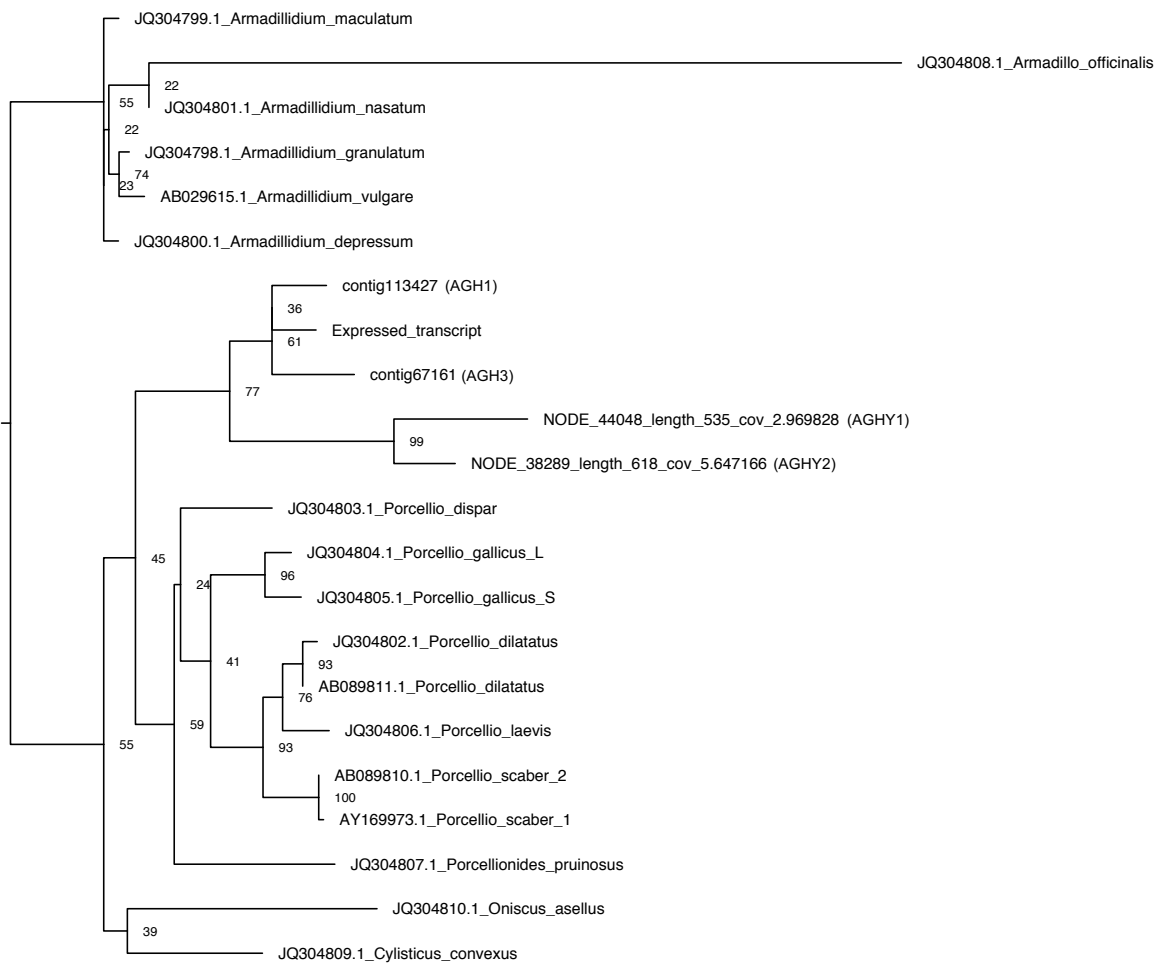 JQ304799.1_Armadillidium_maculatum
JQ304808.1_Armadillo_officinalis
22
55
JQ304801.1_Armadillidium_nasatum
22
JQ304798.1_Armadillidium_granulatum
74
23
AB029615.1_Armadillidium_vulgare
JQ304800.1_Armadillidium_depressum
contig113427 (AGH1)
36
Expressed_transcript
61
contig67161 (AGH3)
77
NODE_44048_length_535_cov_2.969828 (AGHY1)
99
NODE_38289_length_618_cov_5.647166 (AGHY2)
JQ304803.1_Porcellio_dispar
JQ304804.1_Porcellio_gallicus_L
45
96
24
JQ304805.1_Porcellio_gallicus_S
JQ304802.1_Porcellio_dilatatus
41
93
AB089811.1_Porcellio_dilatatus
76
59
JQ304806.1_Porcellio_laevis
55
93
AB089810.1_Porcellio_scaber_2
100
AY169973.1_Porcellio_scaber_1
JQ304807.1_Porcellionides_pruinosus
JQ304810.1_Oniscus_asellus
39
JQ304809.1_Cylisticus_convexus